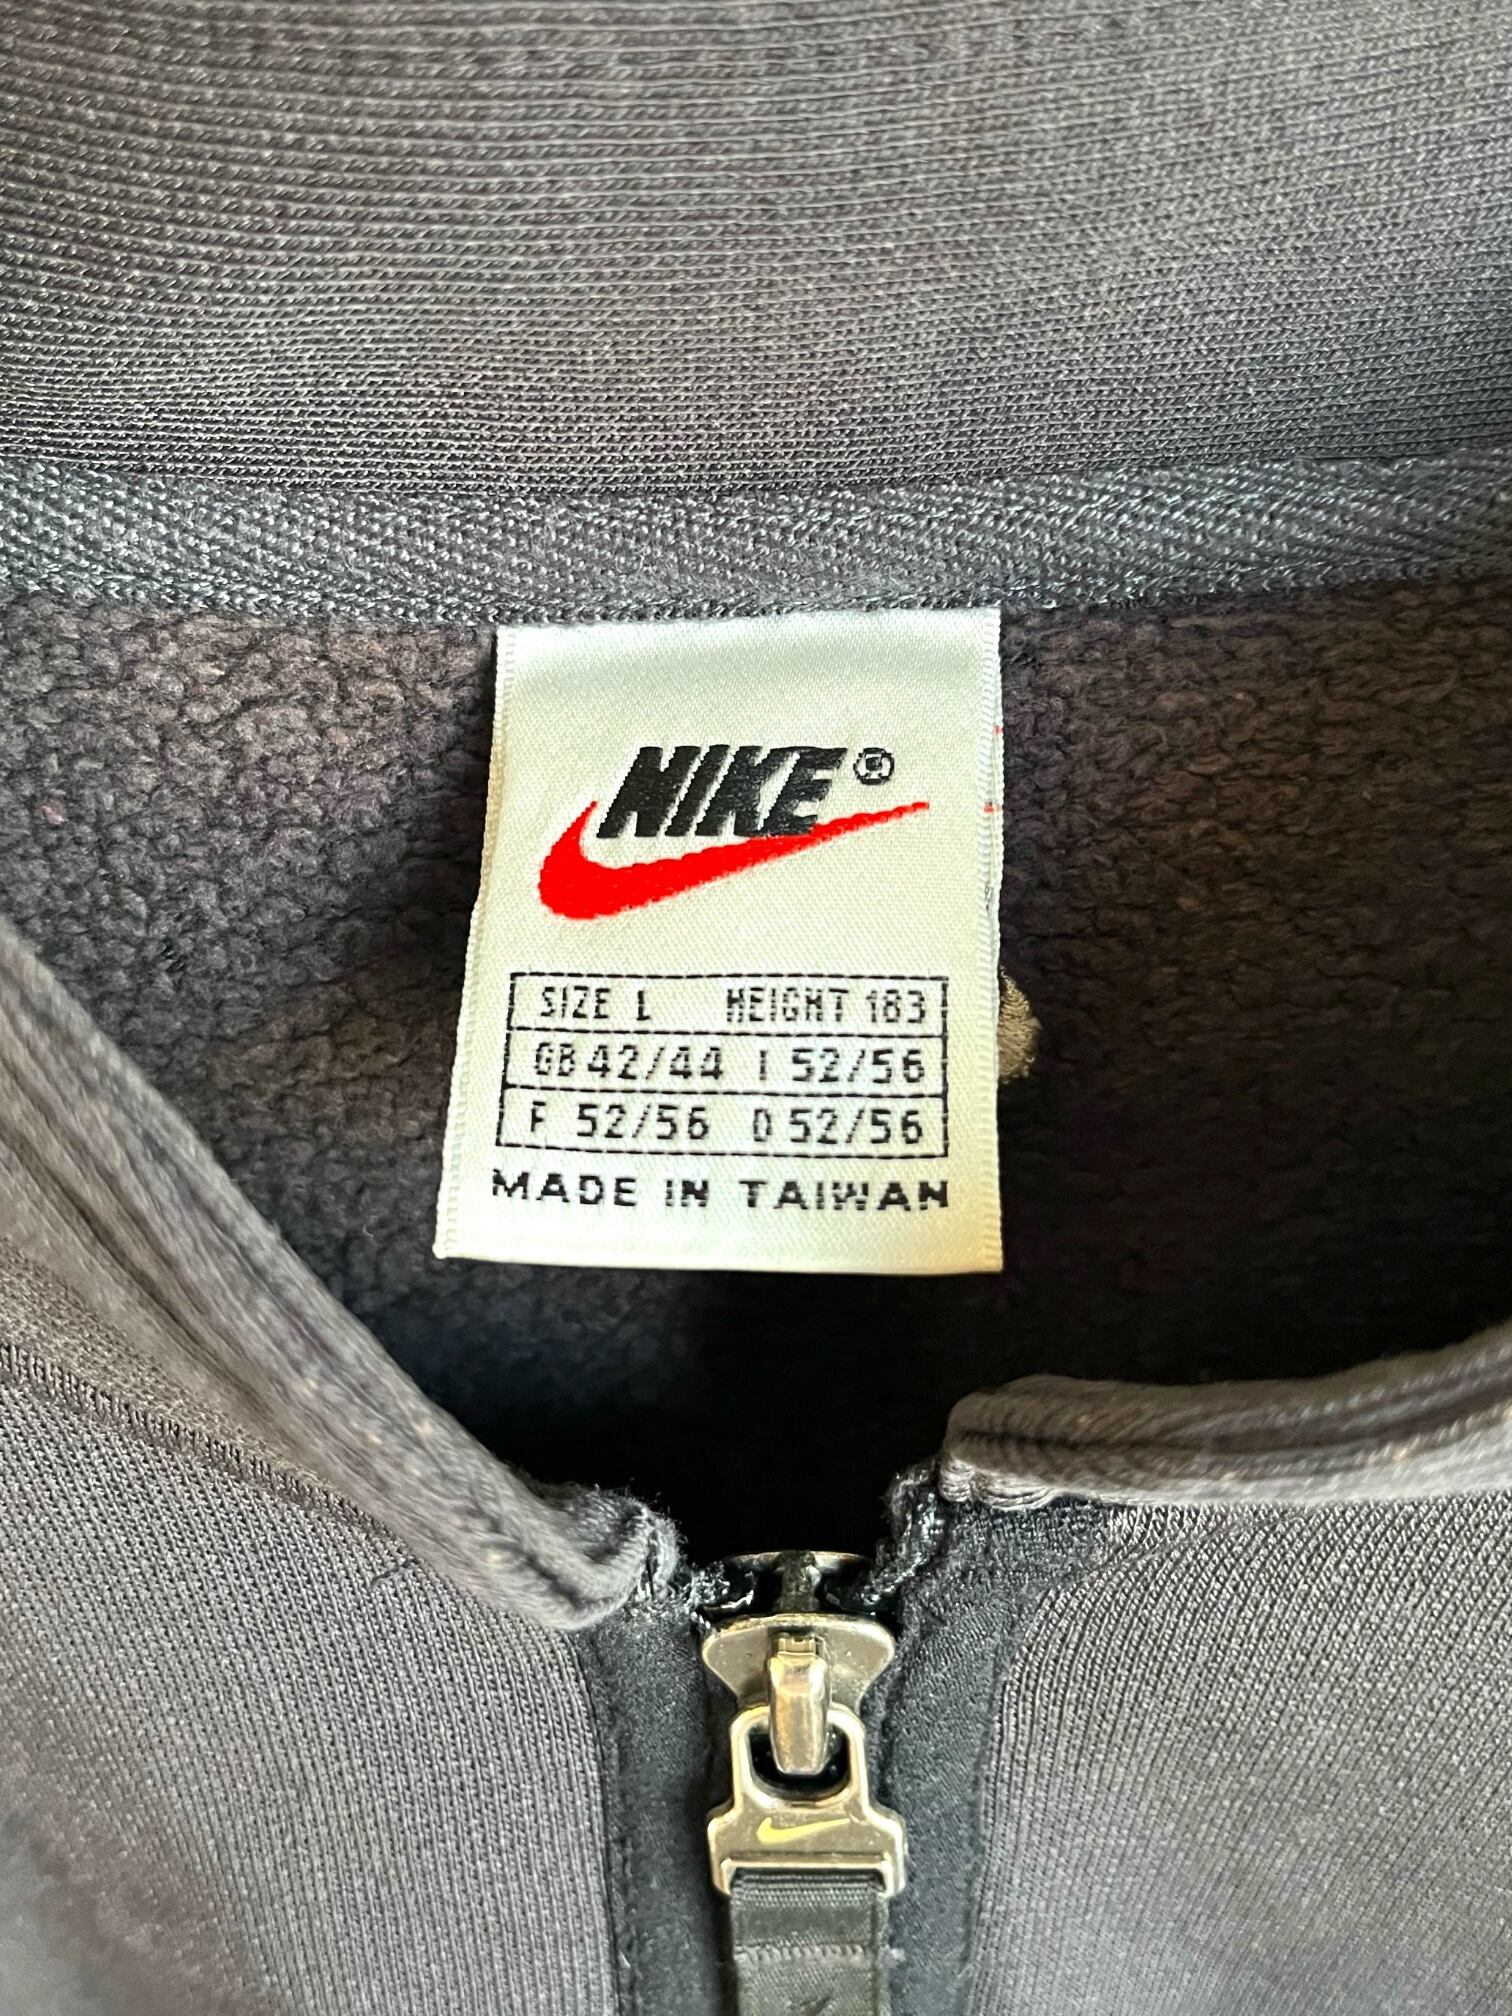 NIKE®
SIZE L HEIGHT 183
GB 42/44 I 52/56
F 52/56 D 52/56
MADE IN TAIWAN